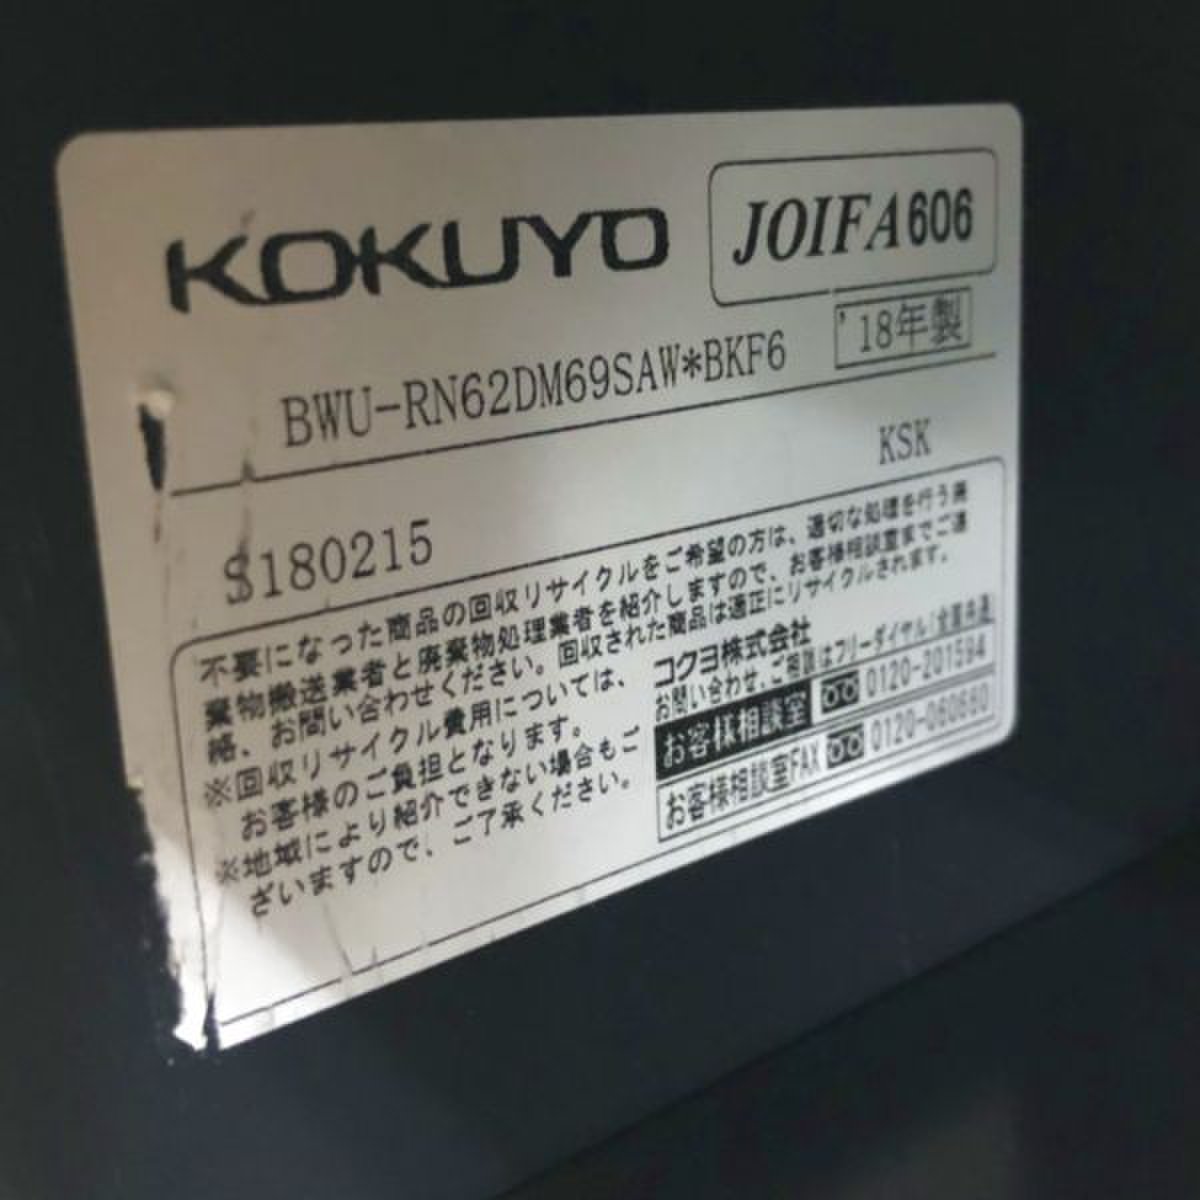 KOKUYO
JOIFA606
BWU-RN62DM69SAW*BKF6
'18年製
KSK
S180215
不要になった商品の回収リサイクルをご希望の方は、適切な処理を行う廃
棄物搬送業者と廃棄物処理業者を紹介しますので、お客様相談室までご連
絡、お問い合わせください。回収された商品は適正にリサイクルされます。
※回収リサイクル費用については、
お客様のご負担となります。
※地域により紹介できない場合もご
ざいますので、ご了承ください。
コクヨ株式会社
お問い合わせ、ご相談はフリーダイヤル(全国共通)
お客様相談室 0120-201594
お客様相談室FAX 0120-060660